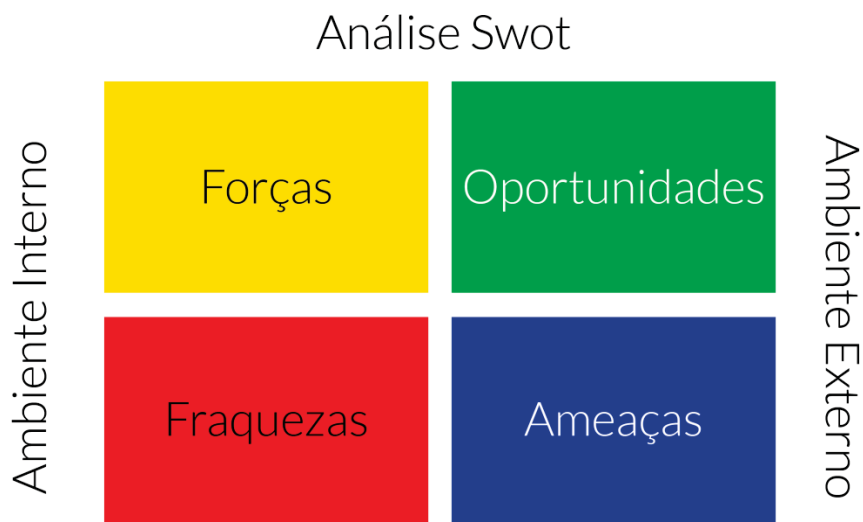 Análise Swot
Ambiente Interno
Forças
Oportunidades
Fraquezas
Ameaças
Ambiente Externo